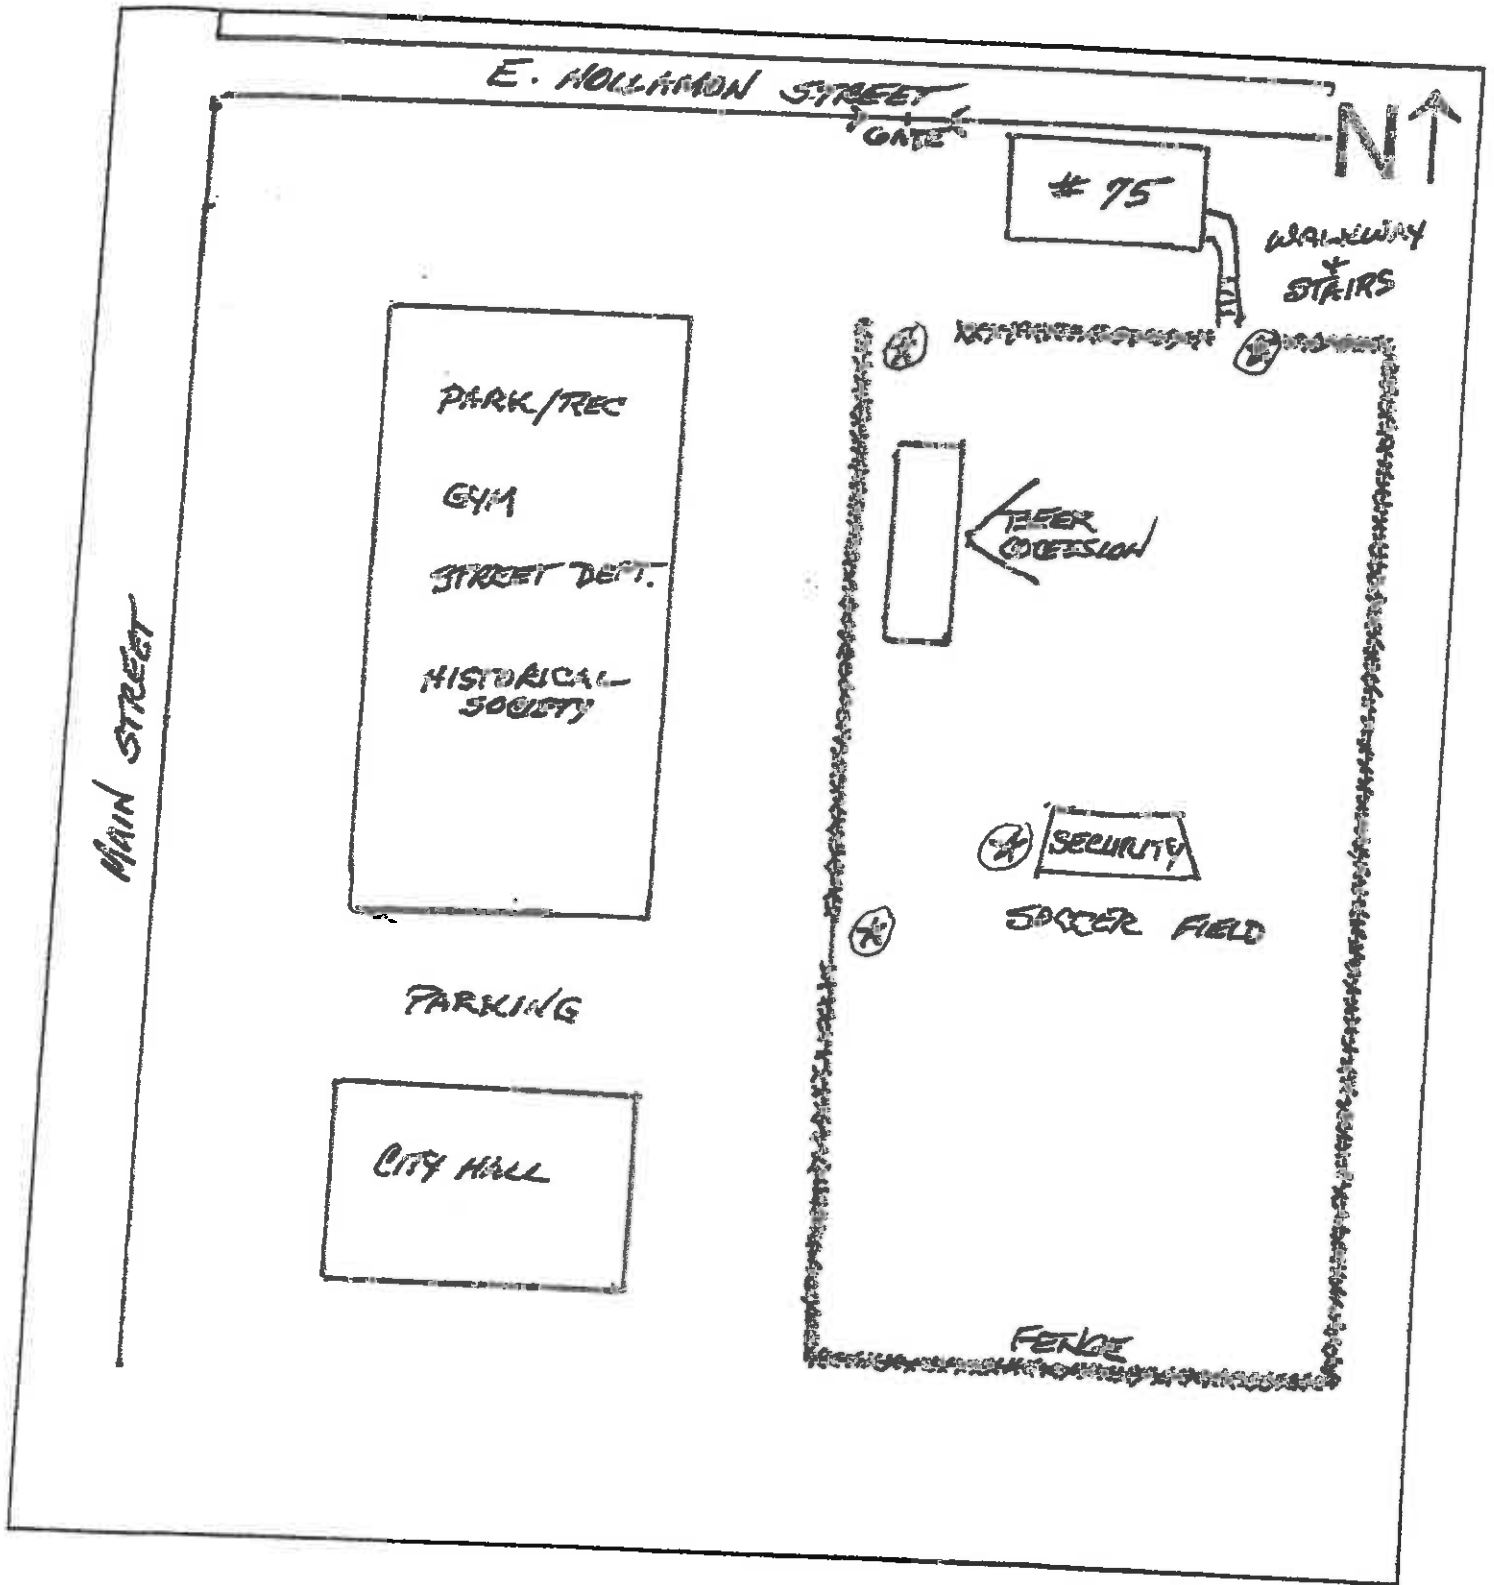 E. HOLLAMON STREET
GATE
N
# 75
WALKWAY
+
STAIRS
PARK/REC
GYM
STREET DEPT.
HISTORICAL
SOCIETY
BEER
MAIN STREET
SECURITY
SOCCER FIELD
PARKING
CITY HALL
FENCE